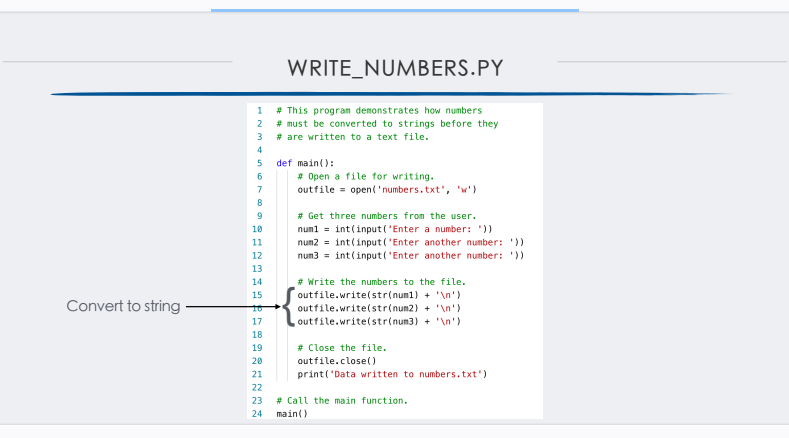 WRITE_NUMBERS.PY
1 # This program demonstrates how numbers
2 # must be converted to strings before they
3 # are written to a text file.
4
5 def main():
6     # Open a file for writing.
7     outfile = open('numbers.txt', 'w')
8
9     # Get three numbers from the user.
10     num1 = int(input('Enter a number: '))
11     num2 = int(input('Enter another number: '))
12     num3 = int(input('Enter another number: '))
13
14     # Write the numbers to the file.
Convert to string
15     outfile.write(str(num1) + '\n')
16     outfile.write(str(num2) + '\n')
17     outfile.write(str(num3) + '\n')
18
19     # Close the file.
20     outfile.close()
21     print('Data written to numbers.txt')
22
23 # Call the main function.
24 main()